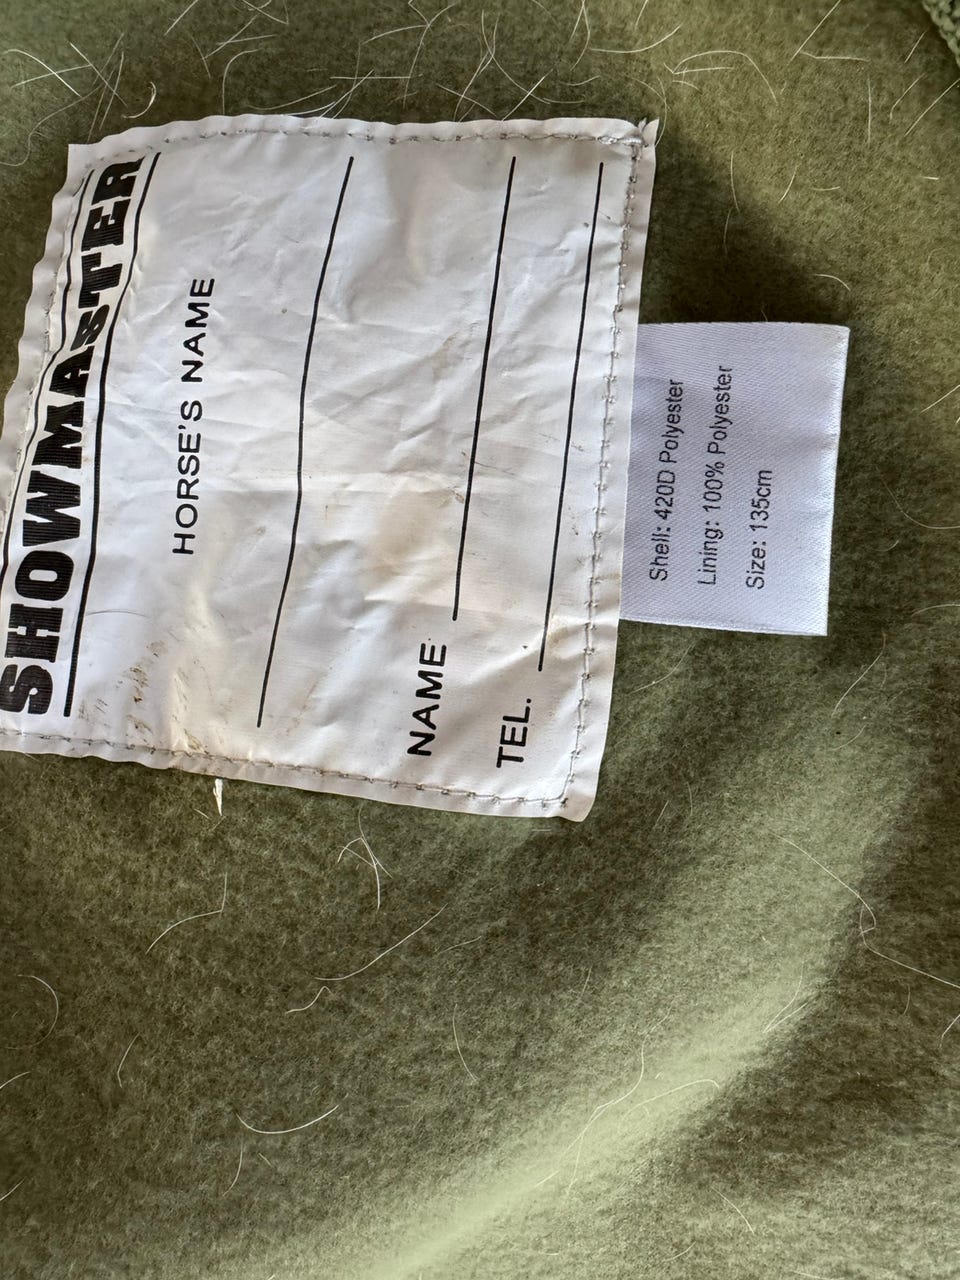 SHOWMASTER
HORSE'S NAME
NAME
TEL.
Shell: 420D Polyester
Lining: 100% Polyester
Size: 135cm